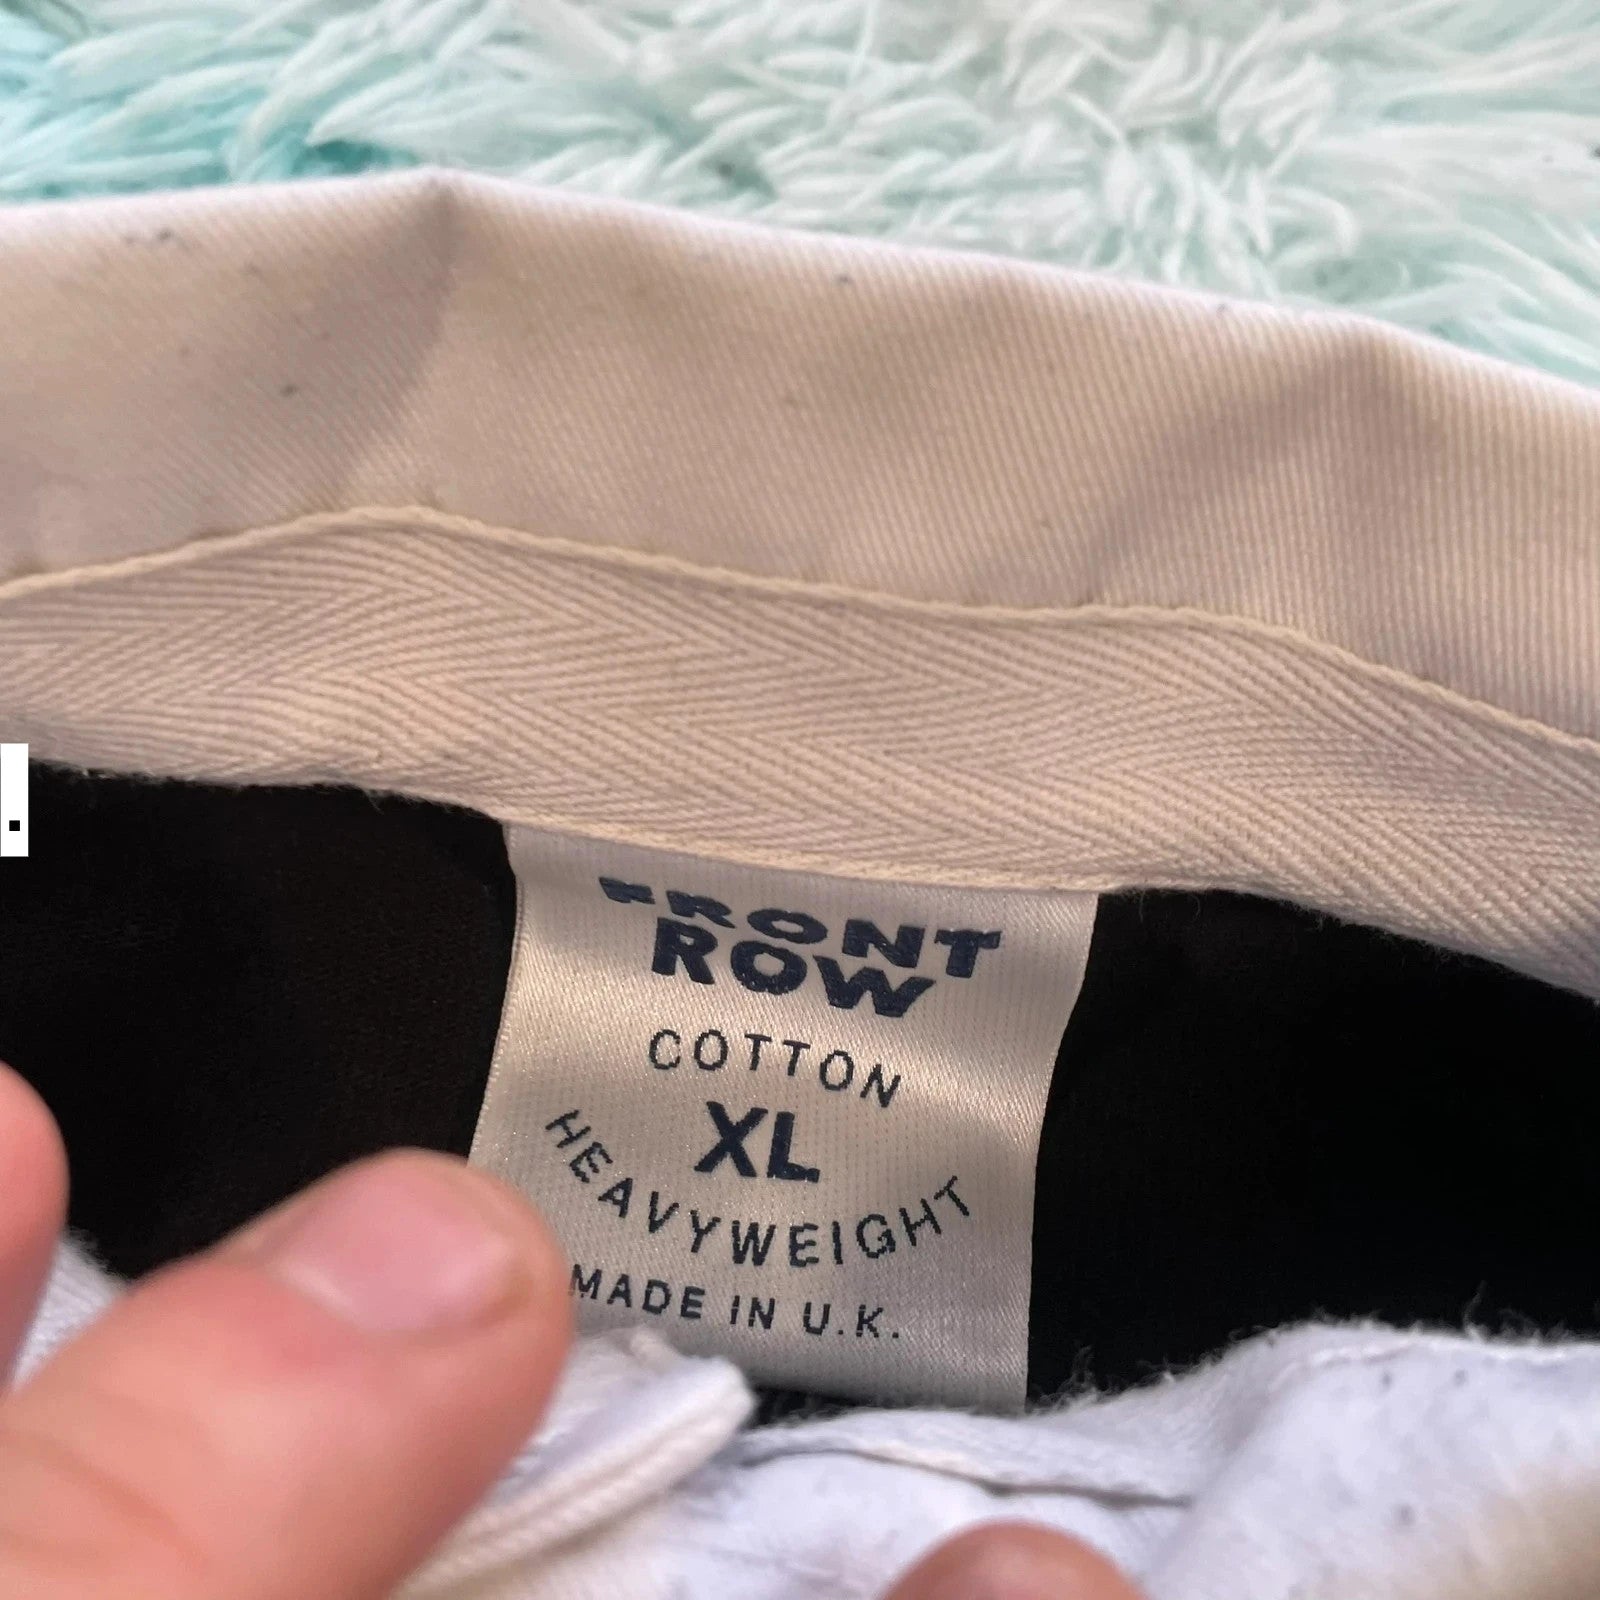 FRONT
ROW
COTTON
XL
HEAVYWEIGHT
MADE IN U.K.
.